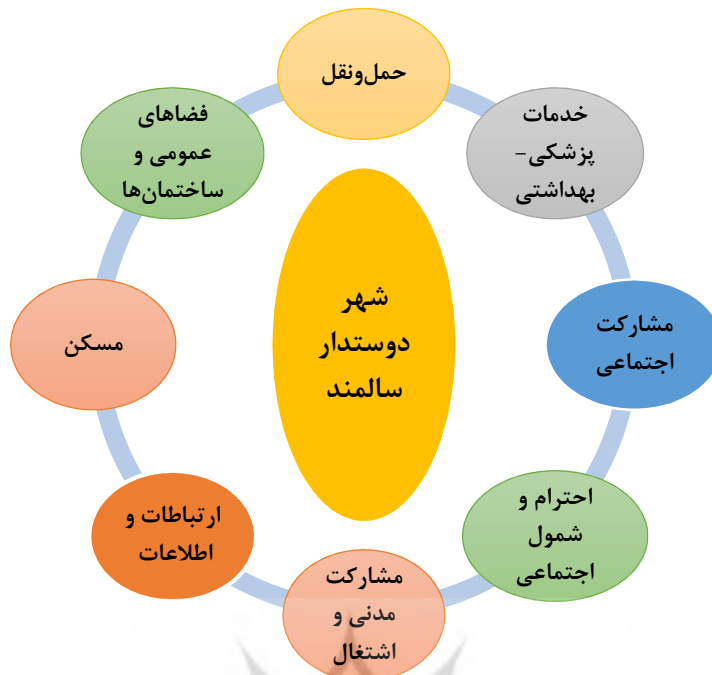 حمل‌ونقل
خدمات
پزشکی-
بهداشتی
مشارکت
اجتماعی
احترام و
شمول
اجتماعی
مشارکت
مدنی و
اشتغال
ارتباطات و
اطلاعات
مسکن
فضاهای
عمومی و
ساختمان‌ها
شهر
دوستدار
سالمند